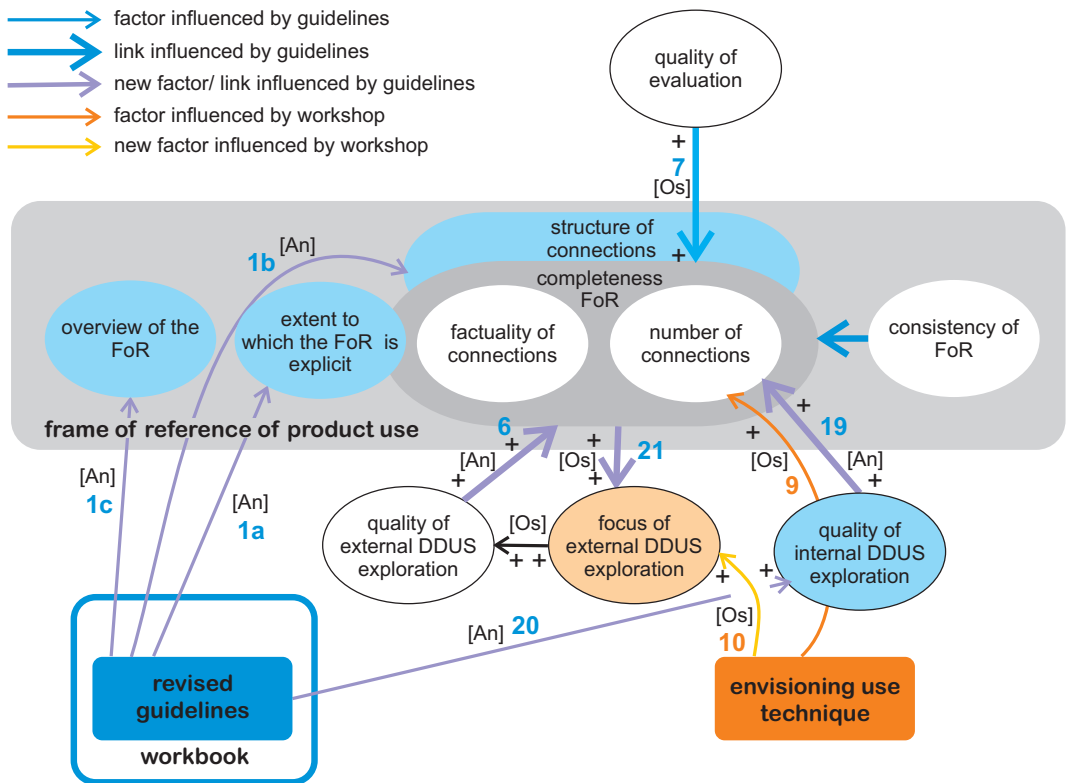 factor influenced by guidelines
link influenced by guidelines
new factor/ link influenced by guidelines
factor influenced by workshop
new factor influenced by workshop
quality of
evaluation
+
7
[Os]
structure of
connections
+
completeness
FoR
[An]
1b
overview of the
FoR
extent to
which the FoR is
explicit
factuality of
connections
number of
connections
consistency of
FoR
frame of reference of product use
6
+
[An]
+
+
[Os]
+
21
+
[Os]
9
+
19
[An]
+
[An]
1c
[An]
1a
quality of
external DDUS
exploration
[Os]
+ +
focus of
external DDUS
exploration
+
quality of
internal DDUS
exploration
+
[An] 20
[Os]
10
revised
guidelines
workbook
envisioning use
technique